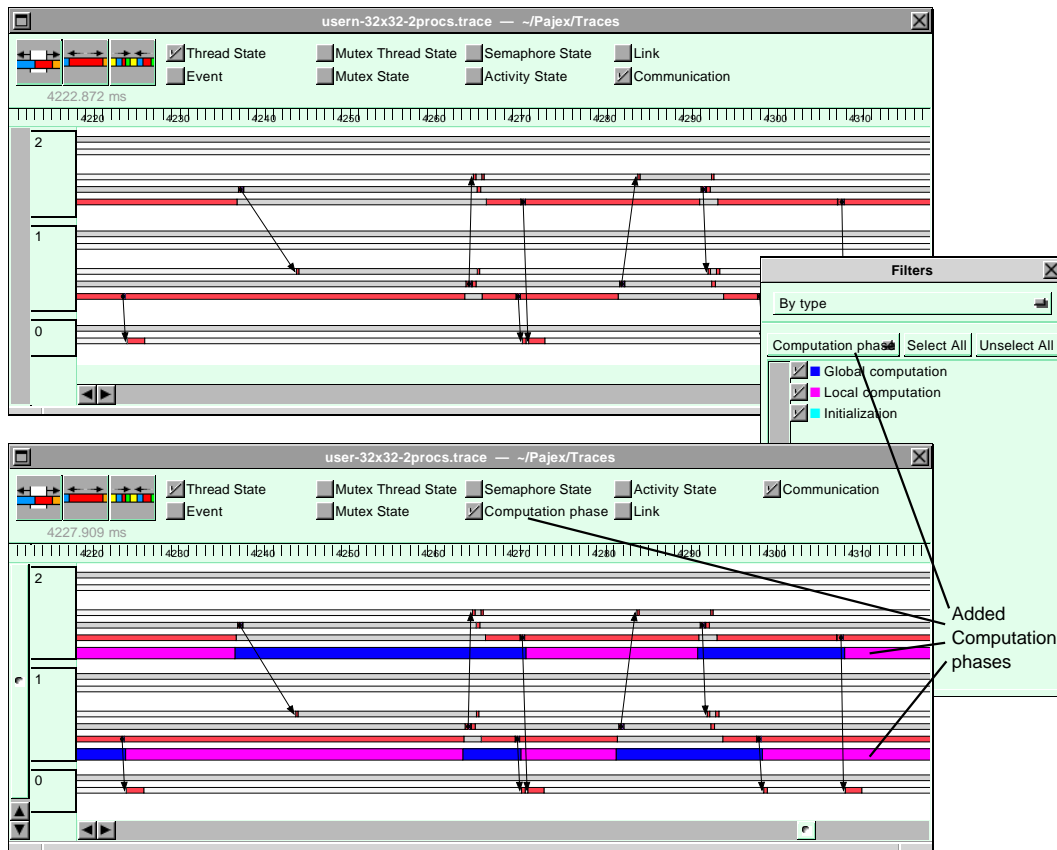 usern-32x32-2procs.trace — ~/Pajex/Traces
Thread State
Mutex Thread State
Semaphore State
Link
Event
Mutex State
Activity State
Communication
4222.872 ms
4220 4230 4240 4250 4260 4270 4280 4290 4300 4310
2
1
0
Filters
By type
Computation phase
Select All
Unselect All
Global computation
Local computation
Initialization
user-32x32-2procs.trace — ~/Pajex/Traces
Thread State
Mutex Thread State
Semaphore State
Activity State
Communication
Event
Mutex State
Computation phase
Link
4227.909 ms
4220 4230 4240 4250 4260 4270 4280 4290 4300 4310
2
1
0
Added
Computation
phases